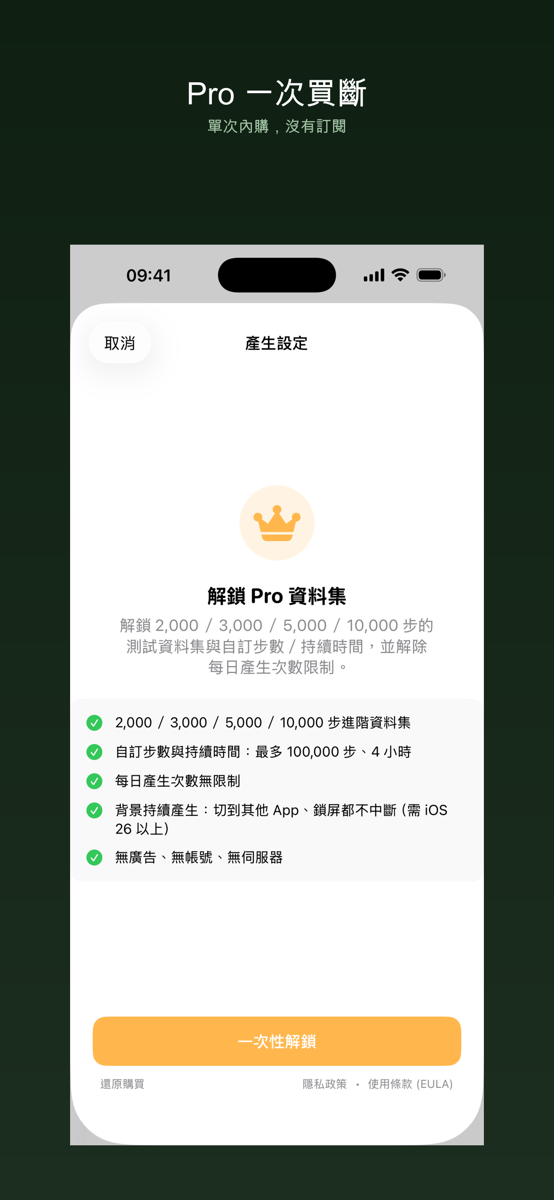 Pro 一次買斷
單次內購，沒有訂閱
09:41
取消
產生設定
解鎖 Pro 資料集
解鎖 2,000 / 3,000 / 5,000 / 10,000 步的
測試資料集與自訂步數 / 持續時間，並解除
每日產生次數限制。
2,000 / 3,000 / 5,000 / 10,000 步進階資料集
自訂步數與持續時間：最多 100,000 步、4 小時
每日產生次數無限制
背景持續產生：切到其他 App、鎖屏都不中斷 (需 iOS
26 以上)
無廣告、無帳號、無伺服器
一次性解鎖
還原購買
隱私政策 • 使用條款 (EULA)